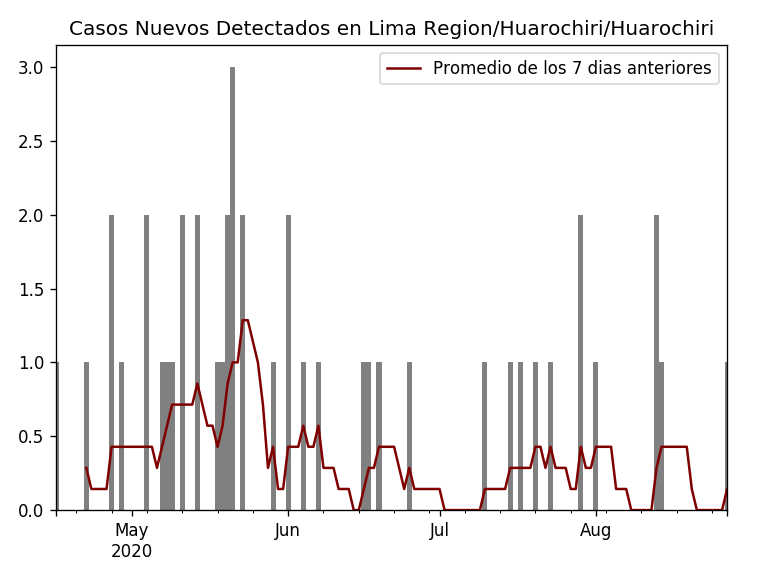 Casos Nuevos Detectados en Lima Region/Huarochiri/Huarochiri
Promedio de los 7 dias anteriores
3.0
2.5
2.0
1.5
1.0
0.5
0.0
May Jun Jul Aug
2020